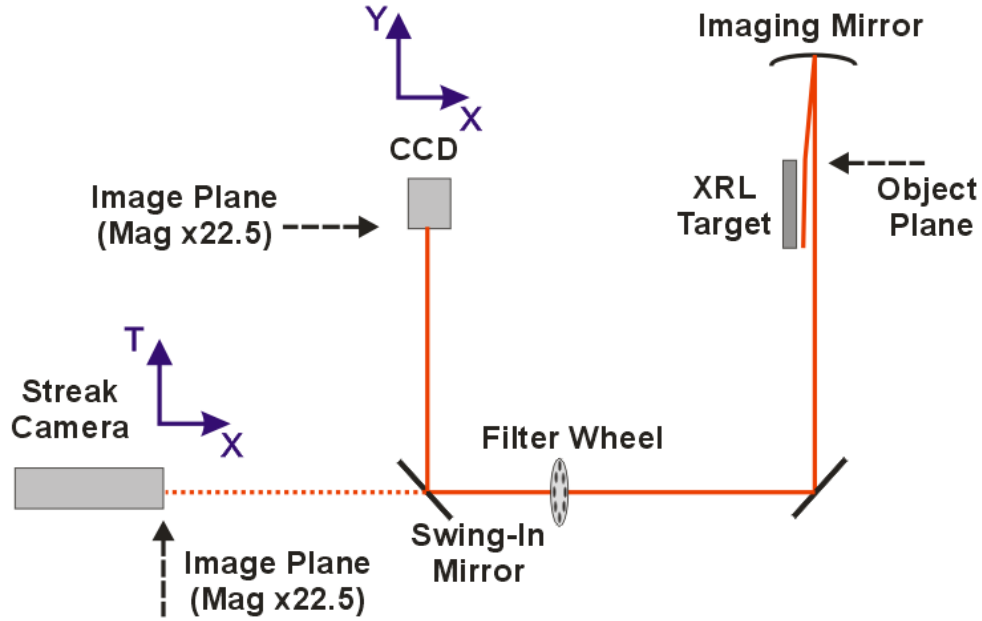 Imaging Mirror
Y
X
CCD
Image Plane
(Mag x22.5)
XRL
Target
Object
Plane
T
X
Streak
Camera
Filter Wheel
Swing-In
Mirror
Image Plane
(Mag x22.5)